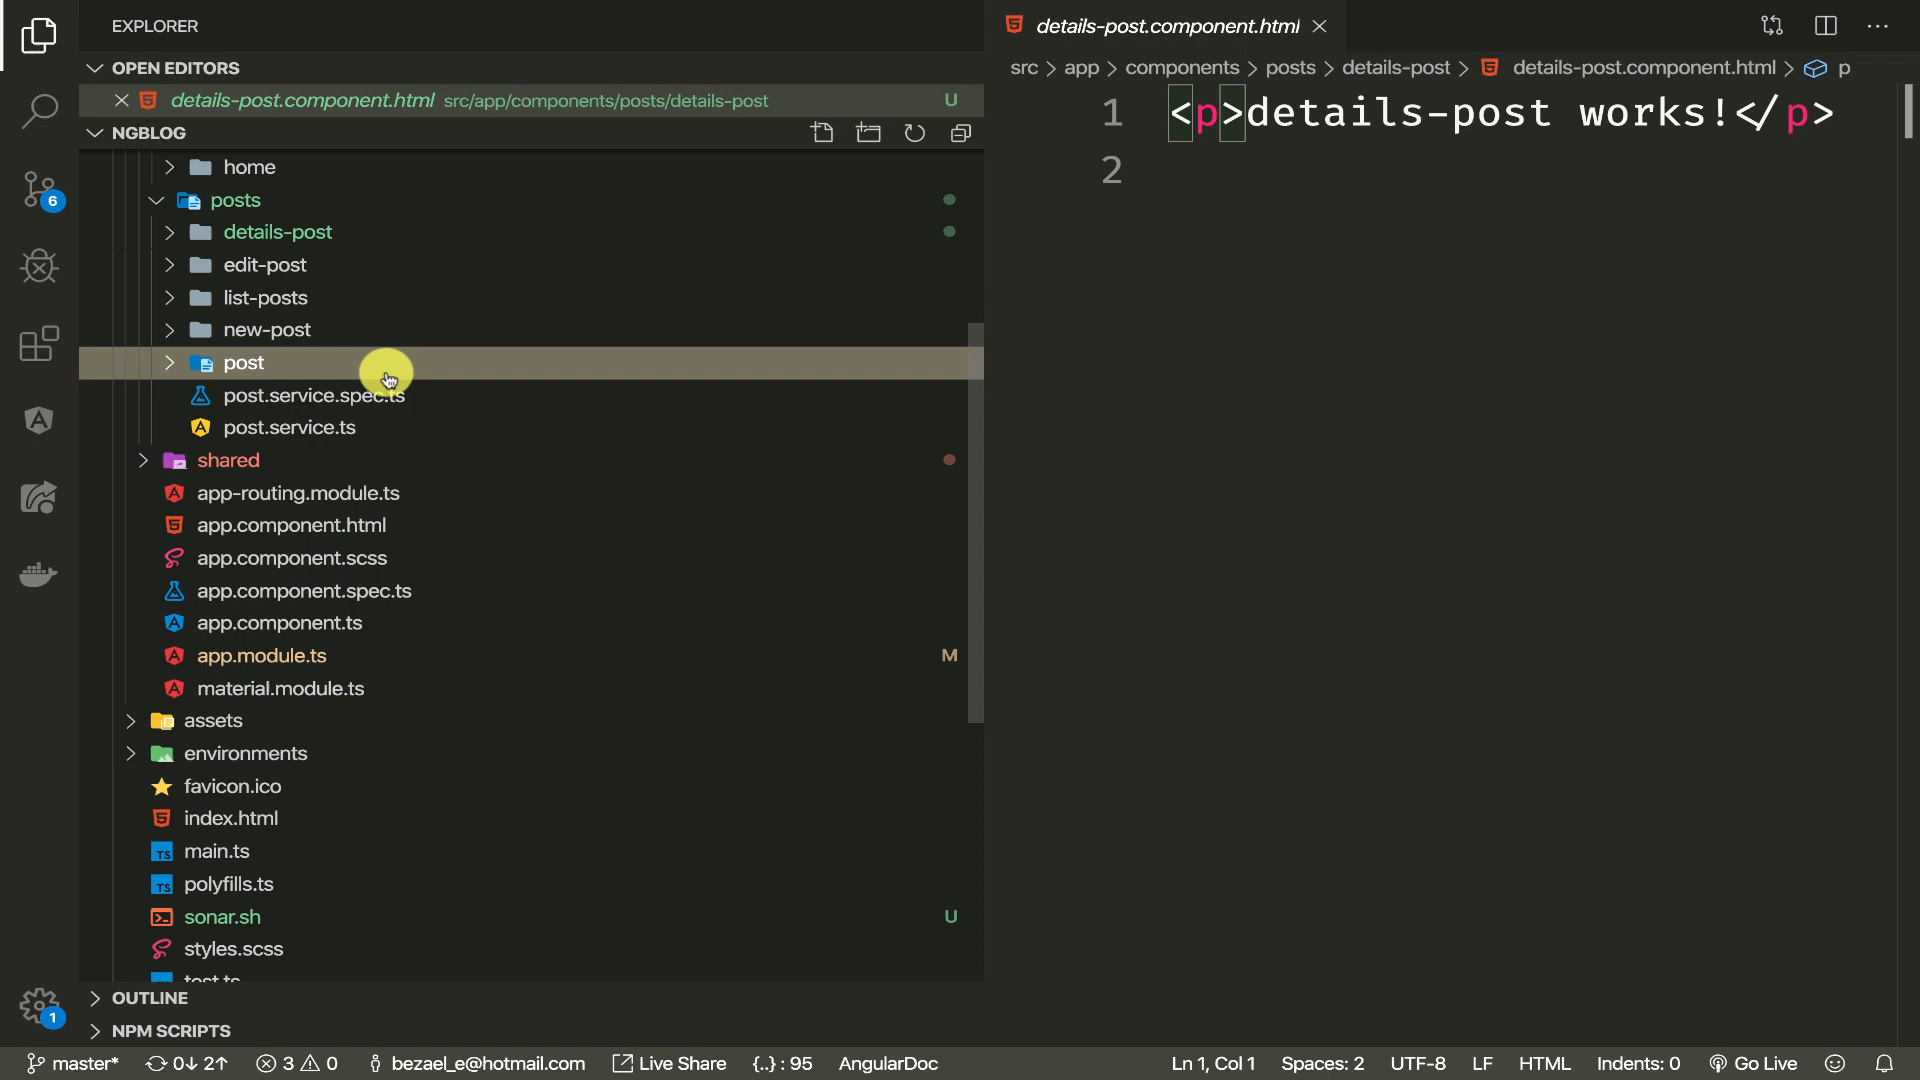 EXPLORER
OPEN EDITORS
details-post.component.html src/app/components/posts/details-post U
NGBLOG
home
posts
details-post
edit-post
list-posts
new-post
post
post.service.spec.ts
post.service.ts
shared
app-routing.module.ts
app.component.html
app.component.scss
app.component.spec.ts
app.component.ts
app.module.ts M
material.module.ts
assets
environments
favicon.ico
index.html
main.ts
polyfills.ts
sonar.sh U
styles.scss
test.ts
OUTLINE
NPM SCRIPTS
6
1
details-post.component.html
src > app > components > posts > details-post > details-post.component.html > p
1 <p>details-post works!</p>
2
master* 0↓ 2↑ 3 0 bezael_e@hotmail.com Live Share {..} : 95 AngularDoc Ln 1, Col 1 Spaces: 2 UTF-8 LF HTML Indents: 0 Go Live